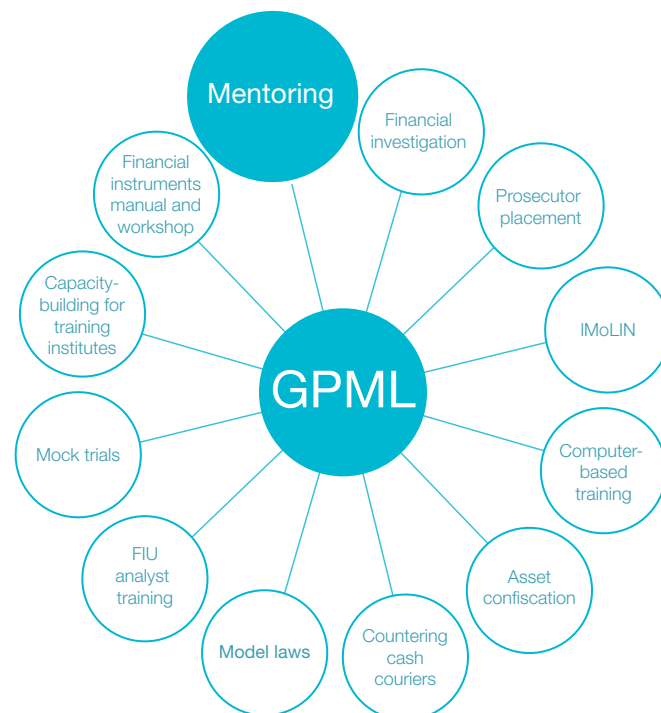 Mentoring
Financial
investigation
Prosecutor
placement
IMoLIN
Computer-
based
training
Asset
confiscation
Countering
cash
couriers
Model laws
FIU
analyst
training
Mock trials
Capacity-
building for
training
institutes
Financial
instruments
manual and
workshop
GPML